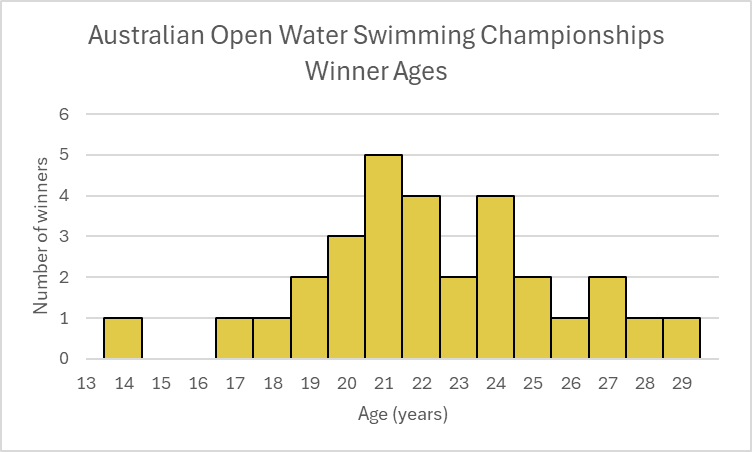 Australian Open Water Swimming Championships
Winner Ages
Number of winners
6
5
4
3
2
1
0
13 14 15 16 17 18 19 20 21 22 23 24 25 26 27 28 29
Age (years)